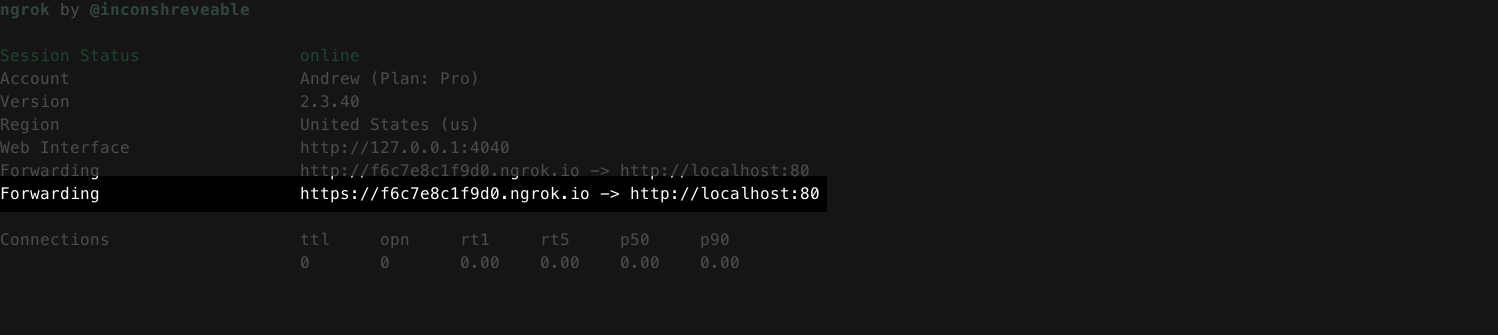 ngrok by @inconshreveable
Session Status online
Account Andrew (Plan: Pro)
Version 2.3.40
Region United States (us)
Web Interface http://127.0.0.1:4040
Forwarding http://f6c7e8c1f9d0.ngrok.io -> http://localhost:80
Forwarding https://f6c7e8c1f9d0.ngrok.io -> http://localhost:80
Connections ttl opn rt1 rt5 p50 p90
0 0 0.00 0.00 0.00 0.00